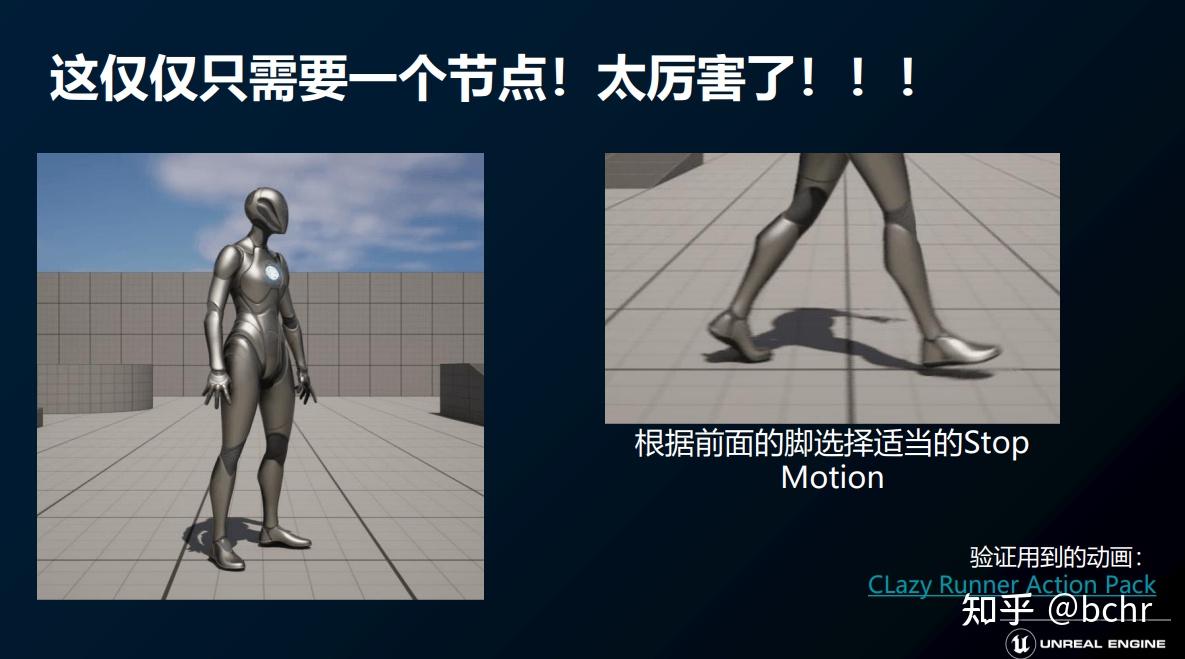 这仅仅只需要一个节点！太厉害了！！！
根据前面的脚选择适当的Stop
Motion
验证用到的动画：
CLazy Runner Action Pack
知乎 @bchr
UNREAL ENGINE